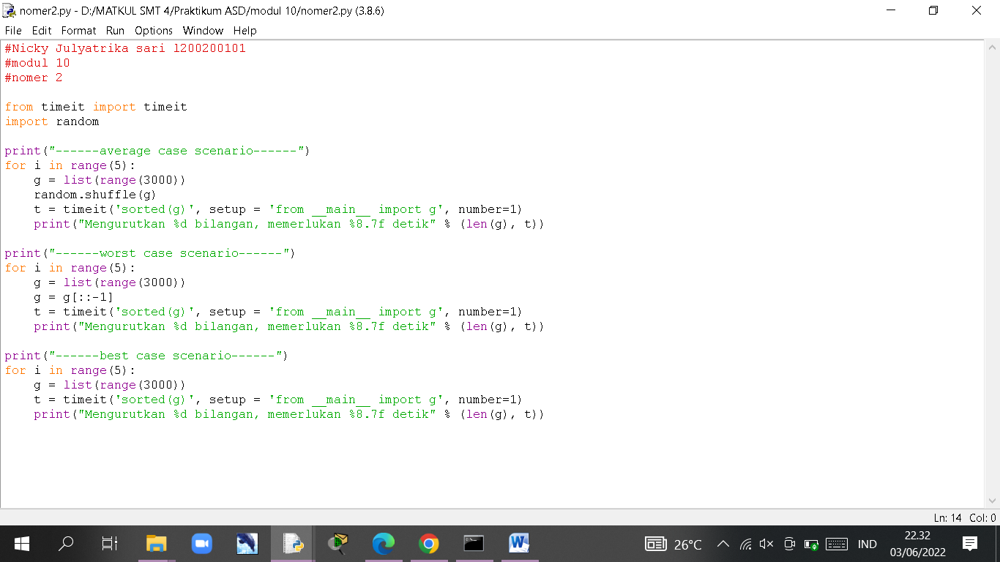 nomer2.py - D:/MATKUL SMT 4/Praktikum ASD/modul 10/nomer2.py (3.8.6)
File Edit Format Run Options Window Help
#Nicky Julyatrika sari l200200101
#modul 10
#nomer 2

from timeit import timeit
import random

print("------average case scenario------")
for i in range(5):
    g = list(range(3000))
    random.shuffle(g)
    t = timeit('sorted(g)', setup = 'from __main__ import g', number=1)
    print("Mengurutkan %d bilangan, memerlukan %8.7f detik" % (len(g), t))

print("------worst case scenario------")
for i in range(5):
    g = list(range(3000))
    g = g[::-1]
    t = timeit('sorted(g)', setup = 'from __main__ import g', number=1)
    print("Mengurutkan %d bilangan, memerlukan %8.7f detik" % (len(g), t))

print("------best case scenario------")
for i in range(5):
    g = list(range(3000))
    t = timeit('sorted(g)', setup = 'from __main__ import g', number=1)
    print("Mengurutkan %d bilangan, memerlukan %8.7f detik" % (len(g), t))
Ln: 14 Col: 0
26°C
IND
22.32
03/06/2022